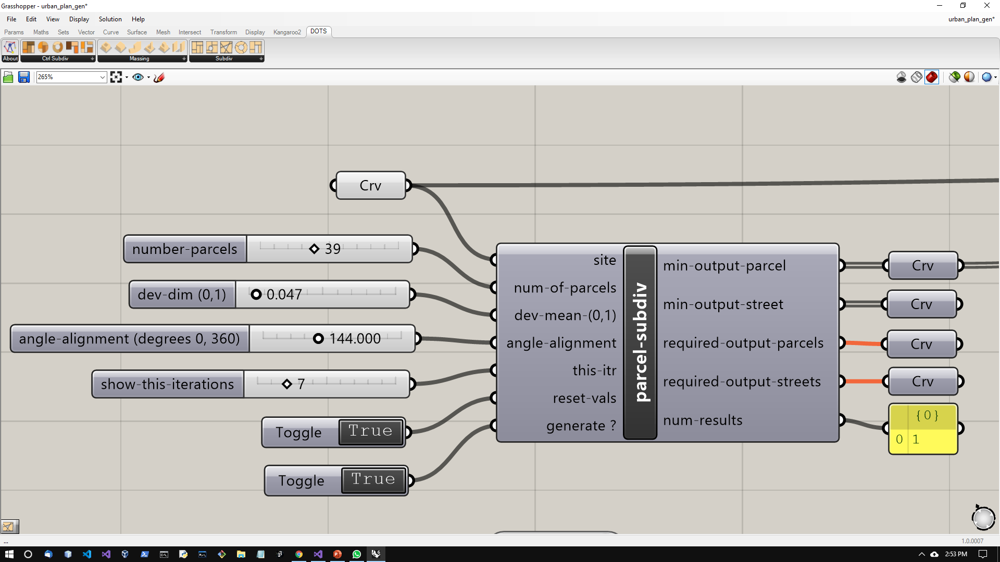 Grasshopper - urban_plan_gen*
File Edit View Display Solution Help urban_plan_gen*
Params Maths Sets Vector Curve Surface Mesh Intersect Transform Display Kangaroo2 DOTS
About Ctrl Subdiv Massing Subdiv
265%
Crv
number-parcels 39
dev-dim (0,1) 0.047
angle-alignment (degrees 0, 360) 144.000
show-this-iterations 7
Toggle True
Toggle True
site
num-of-parcels
dev-mean-(0,1)
angle-alignment
this-itr
reset-vals
generate ?
parcel-subdiv
min-output-parcel
min-output-street
required-output-parcels
required-output-streets
num-results
Crv
Crv
Crv
Crv
{0}
0 1
...
1.0.0007
2:53 PM